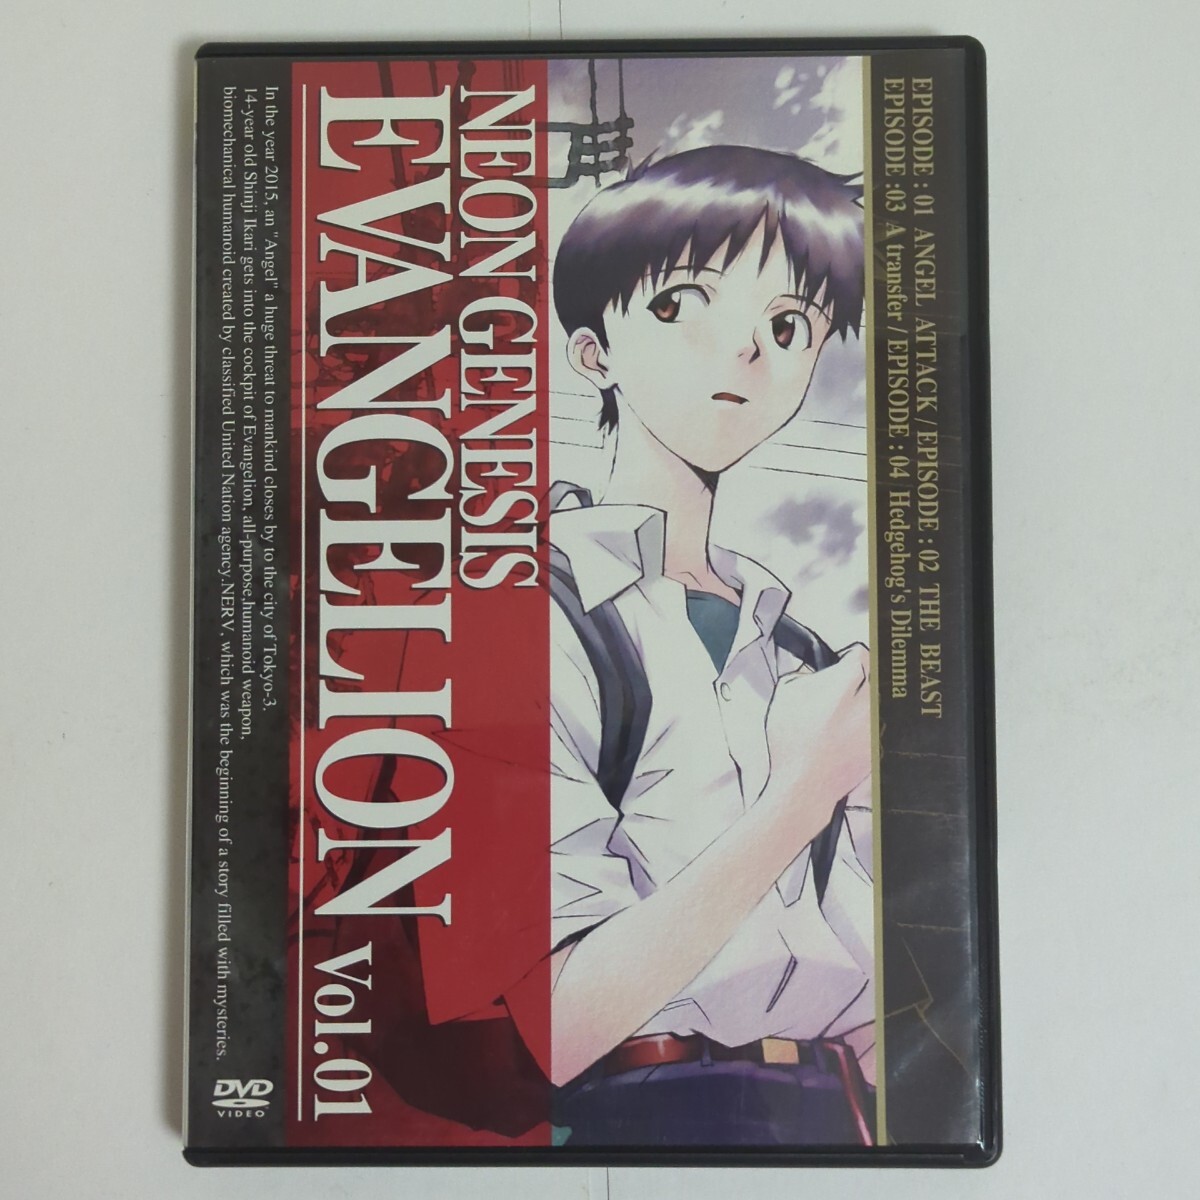 EPISODE : 01 ANGEL ATTACK / EPISODE : 02 THE BEAST
EPISODE :03 A transfer / EPISODE : 04 Hedgehog's Dilemma
NEON GENESIS
EVANGELION Vol.01
In the year 2015, an "Angel" a huge threat to mankind closes by to the city of Tokyo-3.
14-year old Shinji Ikari gets into the cockpit of Evangelion, all-purpose,humanoid weapon,
biomechanical humanoid created by classified United Nation agency.NERV, which was the beginning of a story filled with mysteries.
DVD
VIDEO